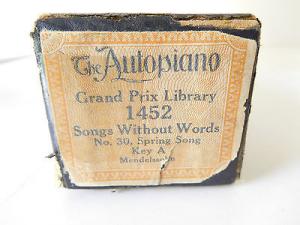 The Autopiano
Grand Prix Library
1452
Songs Without Words
No. 30, Spring Song
Key A
Mendelssohn